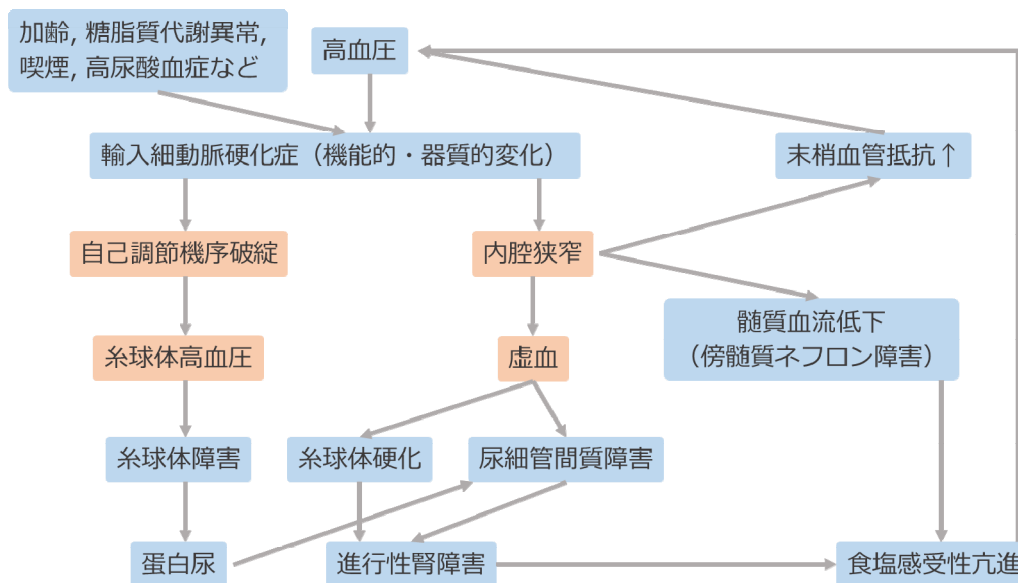 加齢, 糖脂質代謝異常,
喫煙, 高尿酸血症など
高血圧
輸入細動脈硬化症（機能的・器質的変化）
末梢血管抵抗↑
自己調節機序破綻
内腔狭窄
髄質血流低下
（傍髄質ネフロン障害）
糸球体高血圧
虚血
糸球体障害
糸球体硬化
尿細管間質障害
蛋白尿
進行性腎障害
食塩感受性亢進